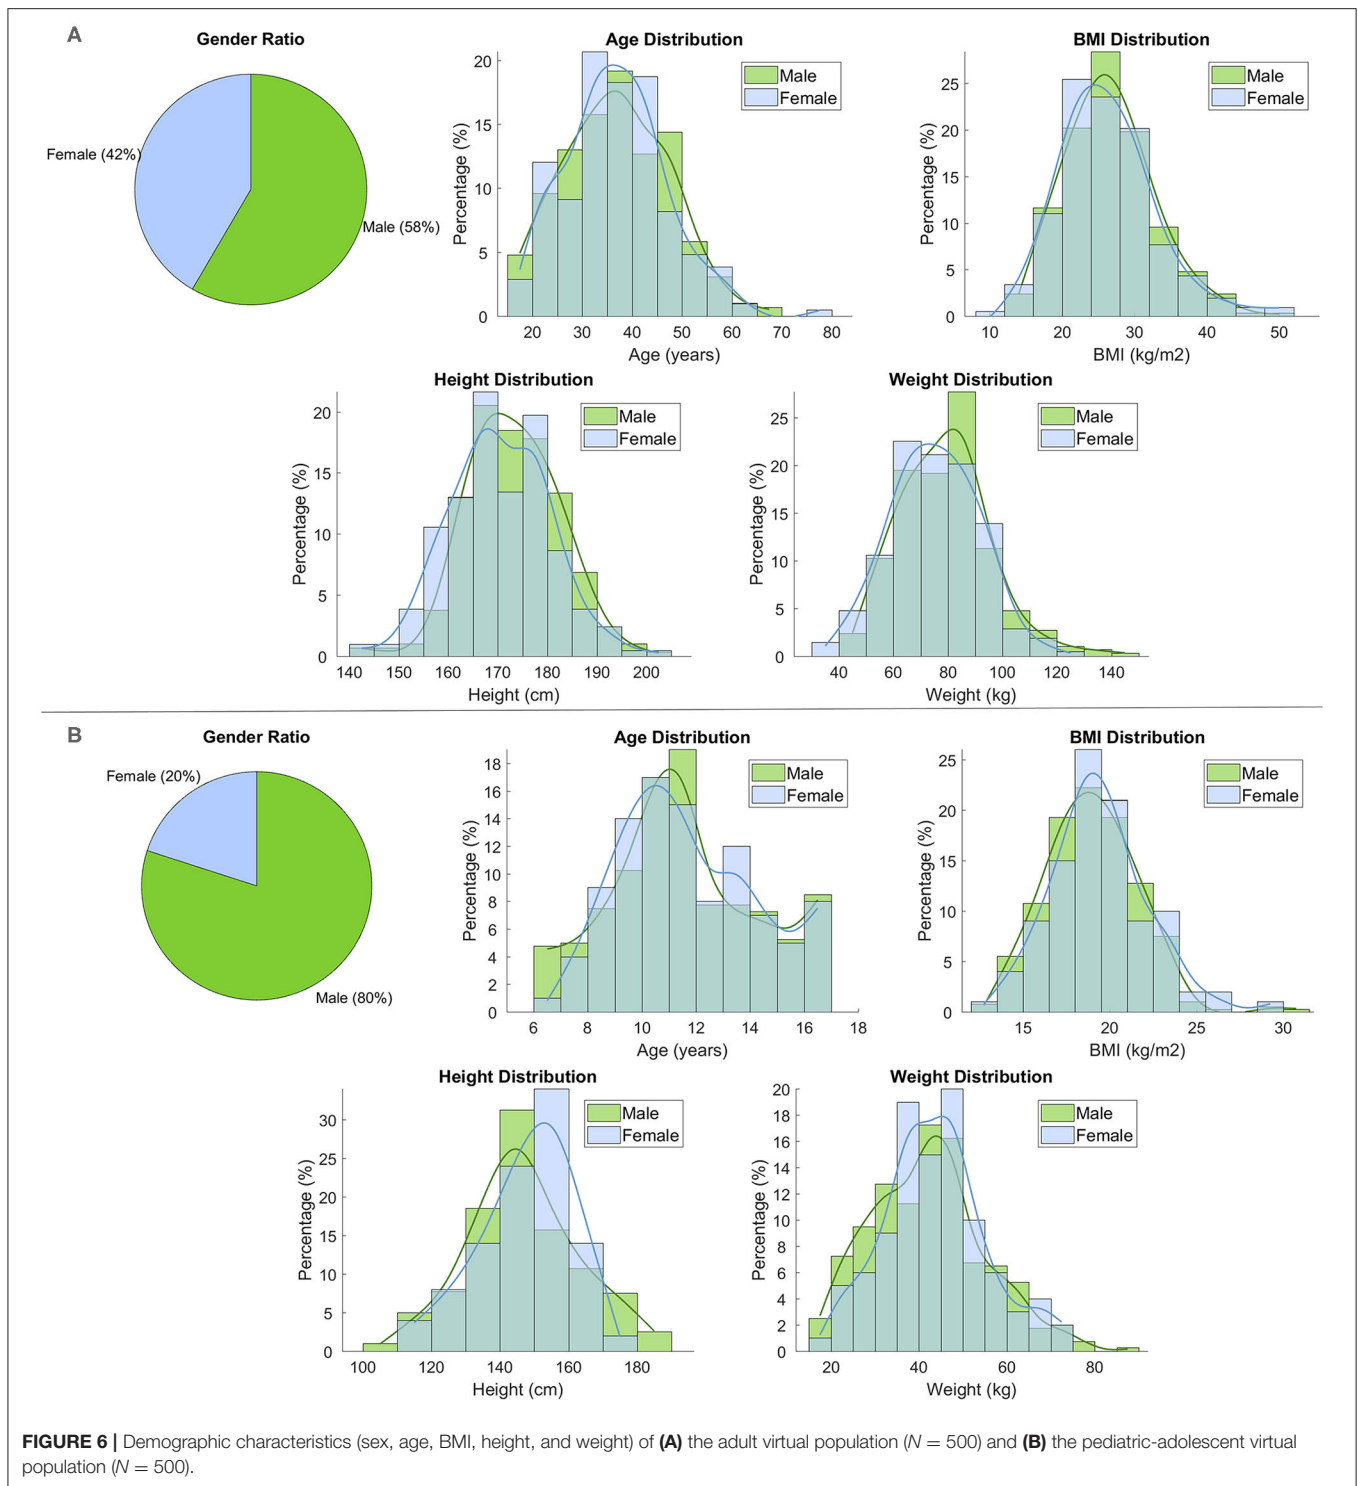 A
Gender Ratio
Female (42%)
Male (58%)
Age Distribution
Percentage (%)
20
15
10
5
0
20 30 40 50 60 70 80
Age (years)
Male
Female
BMI Distribution
Percentage (%)
25
20
15
10
5
0
10 20 30 40 50
BMI (kg/m2)
Male
Female
Height Distribution
Percentage (%)
20
15
10
5
0
140 150 160 170 180 190 200
Height (cm)
Male
Female
Weight Distribution
Percentage (%)
25
20
15
10
5
0
40 60 80 100 120 140
Weight (kg)
Male
Female
B
Gender Ratio
Female (20%)
Male (80%)
Age Distribution
Percentage (%)
18
16
14
12
10
8
6
4
2
0
6 8 10 12 14 16 18
Age (years)
Male
Female
BMI Distribution
Percentage (%)
25
20
15
10
5
0
15 20 25 30
BMI (kg/m2)
Male
Female
Height Distribution
Percentage (%)
30
25
20
15
10
5
0
100 120 140 160 180
Height (cm)
Male
Female
Weight Distribution
Percentage (%)
20
18
16
14
12
10
8
6
4
2
0
20 40 60 80
Weight (kg)
Male
Female
FIGURE 6 | Demographic characteristics (sex, age, BMI, height, and weight) of (A) the adult virtual population (N = 500) and (B) the pediatric-adolescent virtual
population (N = 500).